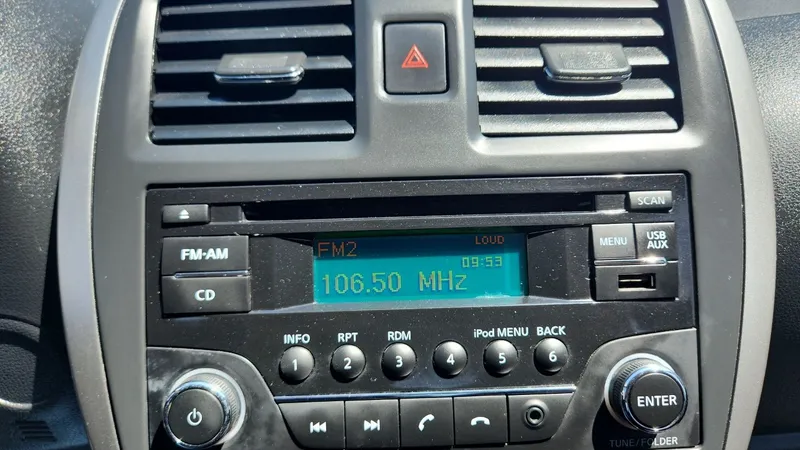 SCAN
FM-AM
CD
FM2
LOUD
09:53
106.50 MHz
MENU
USB
AUX
INFO
RPT
RDM
iPod MENU
BACK
1
2
3
4
5
6
ENTER
TUNE/FOLDER